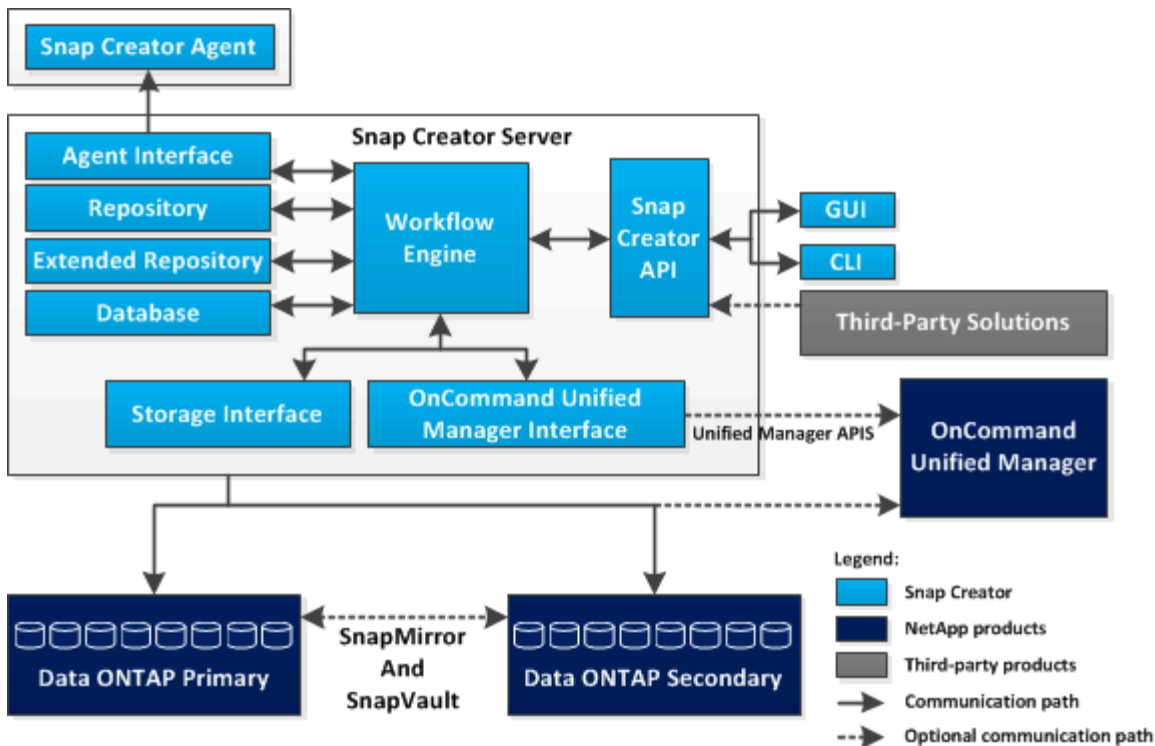 Snap Creator Agent
Snap Creator Server
Agent Interface
Repository
Extended Repository
Database
Workflow
Engine
Snap
Creator
API
GUI
CLI
Third-Party Solutions
Storage Interface
OnCommand Unified
Manager Interface
Unified Manager APIS
OnCommand
Unified Manager
Data ONTAP Primary
SnapMirror
And
SnapVault
Data ONTAP Secondary
Legend:
Snap Creator
NetApp products
Third-party products
Communication path
Optional communication path